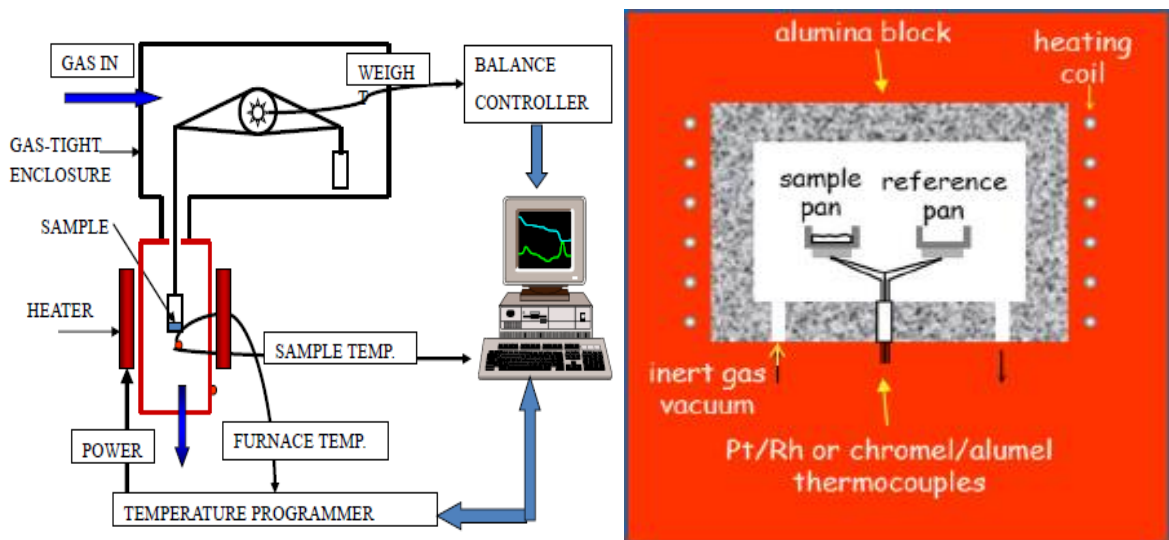 GAS IN
WEIGH
T
BALANCE
CONTROLLER
GAS-TIGHT
ENCLOSURE
SAMPLE
HEATER
SAMPLE TEMP.
FURNACE TEMP.
POWER
TEMPERATURE PROGRAMMER
alumina block
heating
coil
sample
pan
reference
pan
inert gas
vacuum
Pt/Rh or chromel/alumel
thermocouples